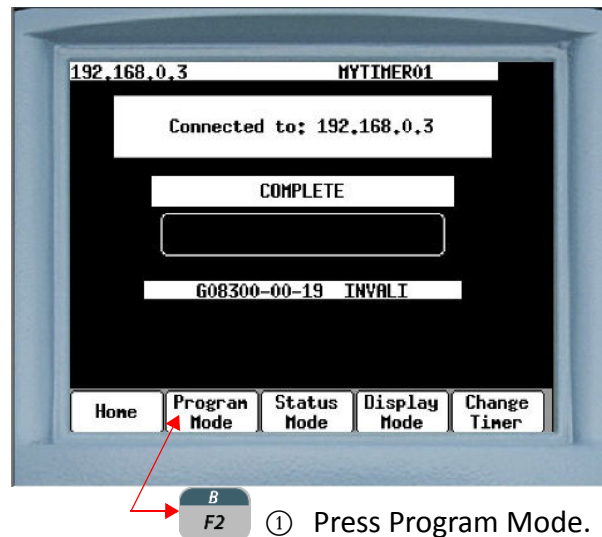 192.168.0.3 MYTIMER01
Connected to: 192.168.0.3
COMPLETE
G08300-00-19 INVALI
Home Program Mode Status Mode Display Mode Change Timer
B
F2 ① Press Program Mode.